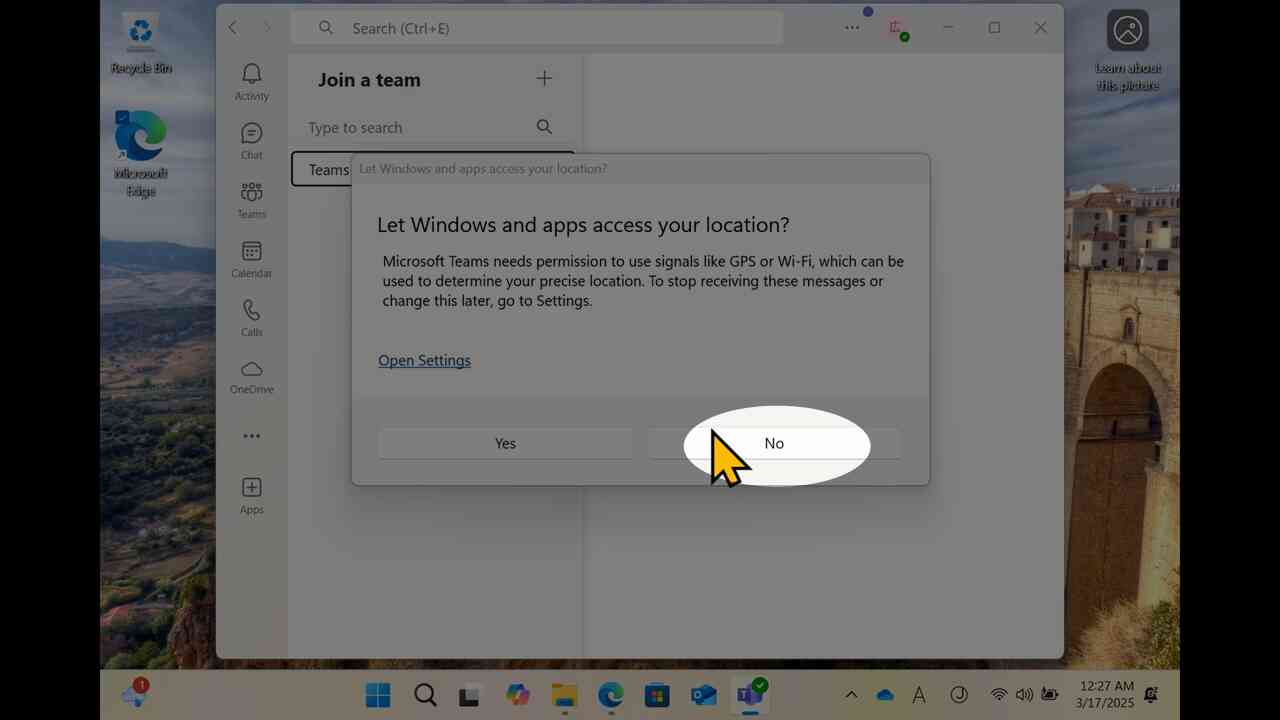 Recycle Bin
Microsoft
Edge
Learn about
this picture
Search (Ctrl+E)
Activity
Chat
Teams
Calendar
Calls
OneDrive
Apps
Join a team
Type to search
Teams
Let Windows and apps access your location?
Let Windows and apps access your location?
Microsoft Teams needs permission to use signals like GPS or Wi-Fi, which can be
used to determine your precise location. To stop receiving these messages or
change this later, go to Settings.
Open Settings
Yes
No
1
A
12:27 AM
3/17/2025